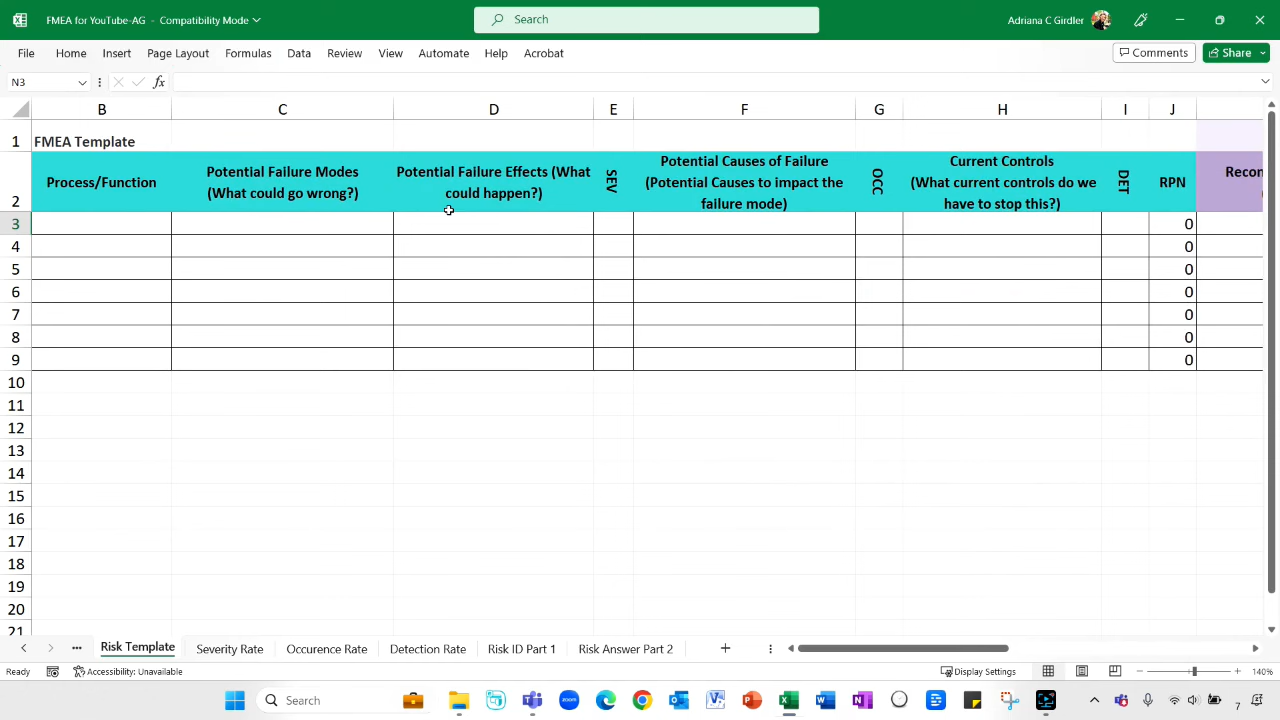 FMEA for YouTube-AG - Compatibility Mode
Search
Adriana C Girdler
File Home Insert Page Layout Formulas Data Review View Automate Help Acrobat
Comments Share
N3
fx
B C D E F G H I J
1 FMEA Template
2
Process/Function
Potential Failure Modes
(What could go wrong?)
Potential Failure Effects (What
could happen?)
SEV
Potential Causes of Failure
(Potential Causes to impact the
failure mode)
OCC
Current Controls
(What current controls do we
have to stop this?)
DET
RPN
3 0
4 0
5 0
6 0
7 0
8 0
9 0
10
11
12
13
14
15
16
17
18
19
20
21
Risk Template Severity Rate Occurence Rate Detection Rate Risk ID Part 1 Risk Answer Part 2
Ready Accessibility: Unavailable Display Settings 140%
Search
7